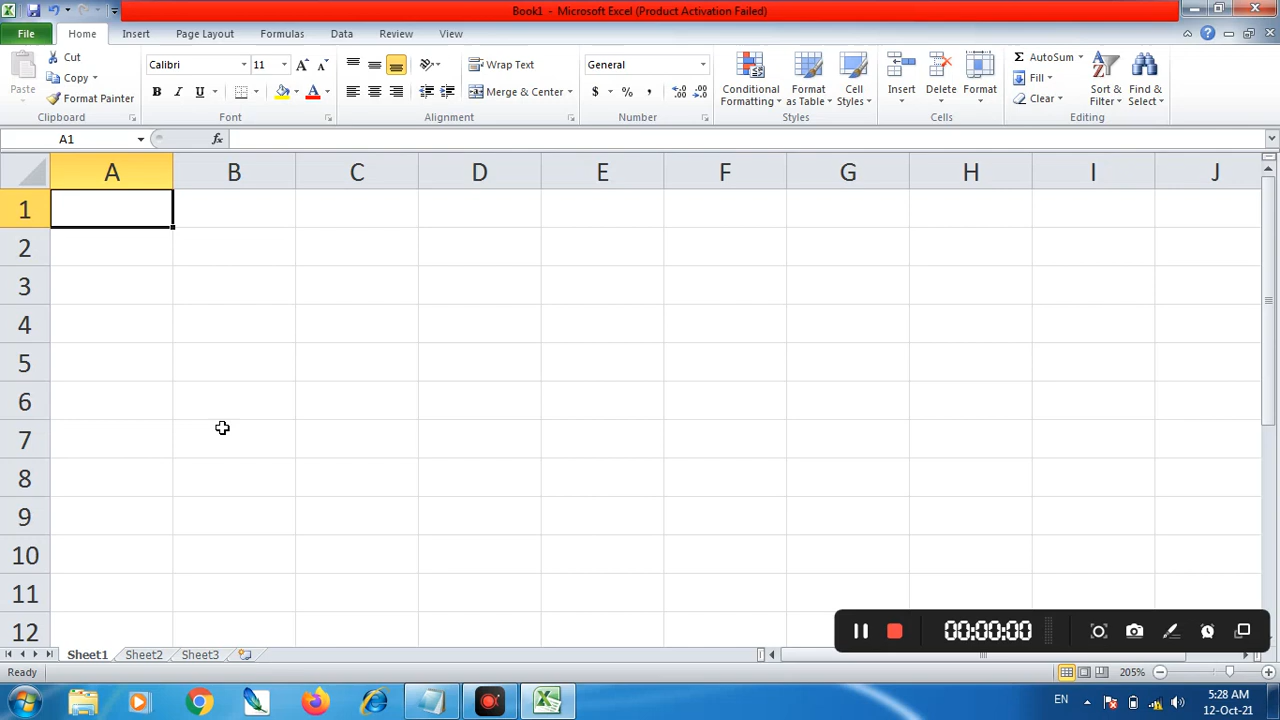 Book1 - Microsoft Excel (Product Activation Failed)
File Home Insert Page Layout Formulas Data Review View
Paste
Cut
Copy
Format Painter
Clipboard
Calibri 11
B I U A
Font
Wrap Text
Merge & Center
Alignment
General
$ % ,
Number
Conditional Formatting
Format as Table
Cell Styles
Styles
Insert Delete Format
Cells
AutoSum
Fill
Clear
Sort & Filter
Find & Select
Editing
A1 fx
A B C D E F G H I J
1
2
3
4
5
6
7
8
9
10
11
12
00:00:00
Sheet1 Sheet2 Sheet3
Ready 205%
EN 5:28 AM
12-Oct-21